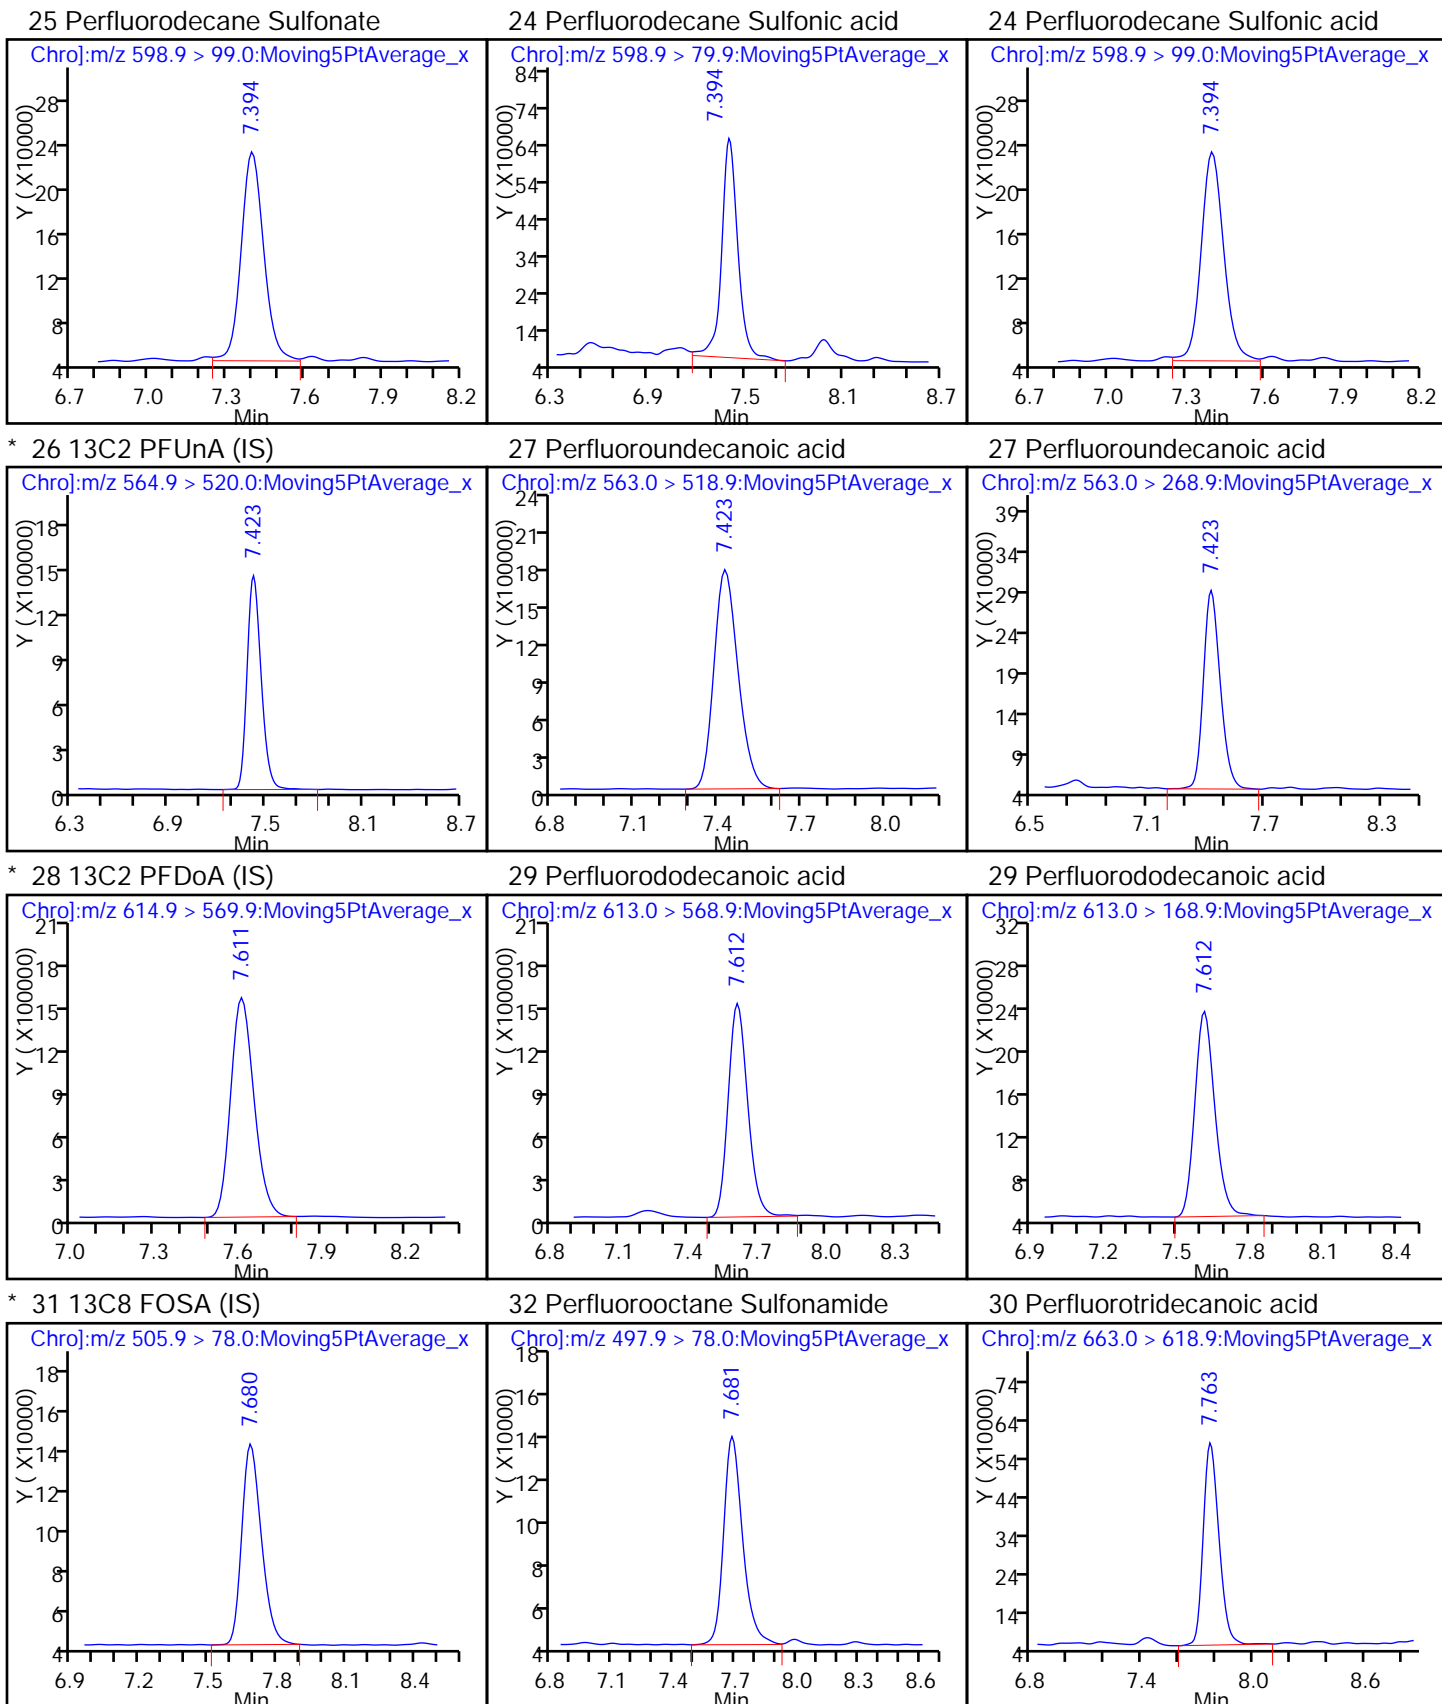 25 Perfluorodecane Sulfonate
24 Perfluorodecane Sulfonic acid
24 Perfluorodecane Sulfonic acid
Chro]:m/z 598.9 > 99.0:Moving5PtAverage_x
Y ( X10000)
28
24
20
16
12
8
4
7.394
6.7 7.0 7.3 7.6 7.9 8.2
Min
Chro]:m/z 598.9 > 79.9:Moving5PtAverage_x
Y ( X10000)
84
74
64
54
44
34
24
14
4
7.394
6.3 6.9 7.5 8.1 8.7
Min
Chro]:m/z 598.9 > 99.0:Moving5PtAverage_x
Y ( X10000)
28
24
20
16
12
8
4
7.394
6.7 7.0 7.3 7.6 7.9 8.2
Min
* 26 13C2 PFUnA (IS)
27 Perfluoroundecanoic acid
27 Perfluoroundecanoic acid
Chro]:m/z 564.9 > 520.0:Moving5PtAverage_x
Y ( X100000)
18
15
12
9
6
3
0
7.423
6.3 6.9 7.5 8.1 8.7
Min
Chro]:m/z 563.0 > 518.9:Moving5PtAverage_x
Y ( X100000)
24
21
18
15
12
9
6
3
0
7.423
6.8 7.1 7.4 7.7 8.0
Min
Chro]:m/z 563.0 > 268.9:Moving5PtAverage_x
Y ( X10000)
39
34
29
24
19
14
9
4
7.423
6.5 7.1 7.7 8.3
Min
* 28 13C2 PFDoA (IS)
29 Perfluorododecanoic acid
29 Perfluorododecanoic acid
Chro]:m/z 614.9 > 569.9:Moving5PtAverage_x
Y ( X100000)
21
18
15
12
9
6
3
0
7.611
7.0 7.3 7.6 7.9 8.2
Min
Chro]:m/z 613.0 > 568.9:Moving5PtAverage_x
Y ( X100000)
21
18
15
12
9
6
3
0
7.612
6.8 7.1 7.4 7.7 8.0 8.3
Min
Chro]:m/z 613.0 > 168.9:Moving5PtAverage_x
Y ( X10000)
32
28
24
20
16
12
8
4
7.612
6.9 7.2 7.5 7.8 8.1 8.4
Min
* 31 13C8 FOSA (IS)
32 Perfluorooctane Sulfonamide
30 Perfluorotridecanoic acid
Chro]:m/z 505.9 > 78.0:Moving5PtAverage_x
Y ( X10000)
18
16
14
12
10
8
6
4
7.680
6.9 7.2 7.5 7.8 8.1 8.4
Min
Chro]:m/z 497.9 > 78.0:Moving5PtAverage_x
Y ( X10000)
18
16
14
12
10
8
6
4
7.681
6.8 7.1 7.4 7.7 8.0 8.3 8.6
Min
Chro]:m/z 663.0 > 618.9:Moving5PtAverage_x
Y ( X10000)
74
64
54
44
34
24
14
4
7.763
6.8 7.4 8.0 8.6
Min